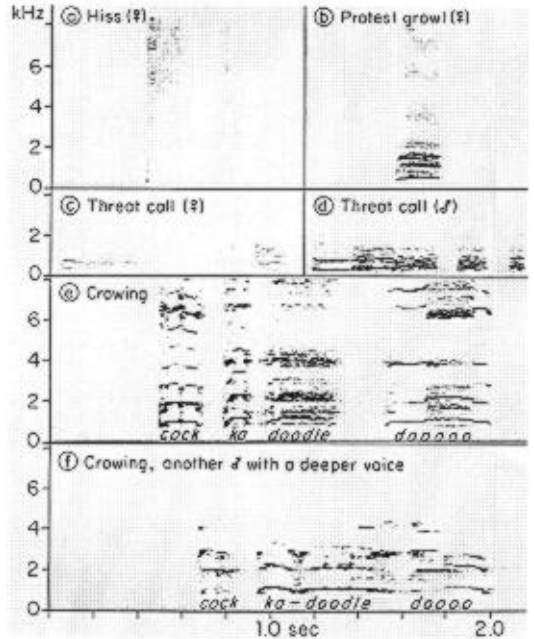 kHz
ⓐ Hiss (♀)
ⓑ Protest growl (♀)
6
4
2
0
ⓒ Threat call (♀)
ⓓ Threat call (♂)
2
0
ⓔ Crowing
6
4
2
0
cock ka doodle dooooo
ⓕ Crowing, another ♂ with a deeper voice
6
4
2
0
cock ka-doodle doooo
1.0 sec 2.0